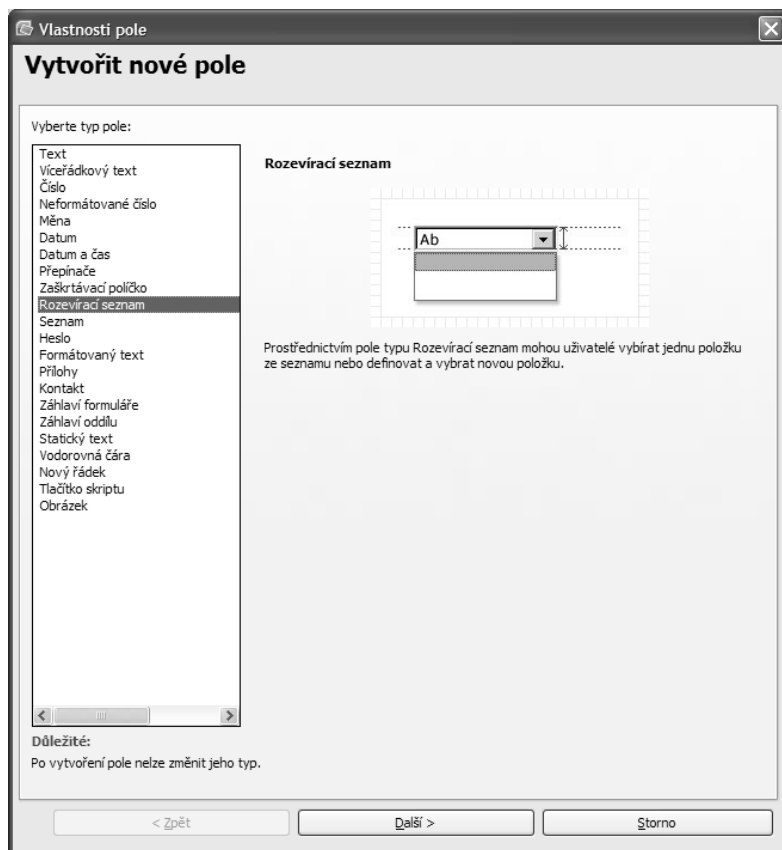 Vlastnosti pole
Vytvořit nové pole
Vyberte typ pole:
Text
Víceřádkový text
Číslo
Neformátované číslo
Měna
Datum
Datum a čas
Přepínače
Zaškrtávací políčko
Rozevírací seznam
Seznam
Heslo
Formátovaný text
Přílohy
Kontakt
Záhlaví formuláře
Záhlaví oddílu
Statický text
Vodorovná čára
Nový řádek
Tlačítko skriptu
Obrázek
Rozevírací seznam
Ab
Prostřednictvím pole typu Rozevírací seznam mohou uživatelé vybírat jednu položku
ze seznamu nebo definovat a vybrat novou položku.
Důležité:
Po vytvoření pole nelze změnit jeho typ.
< Zpět
Další >
Storno